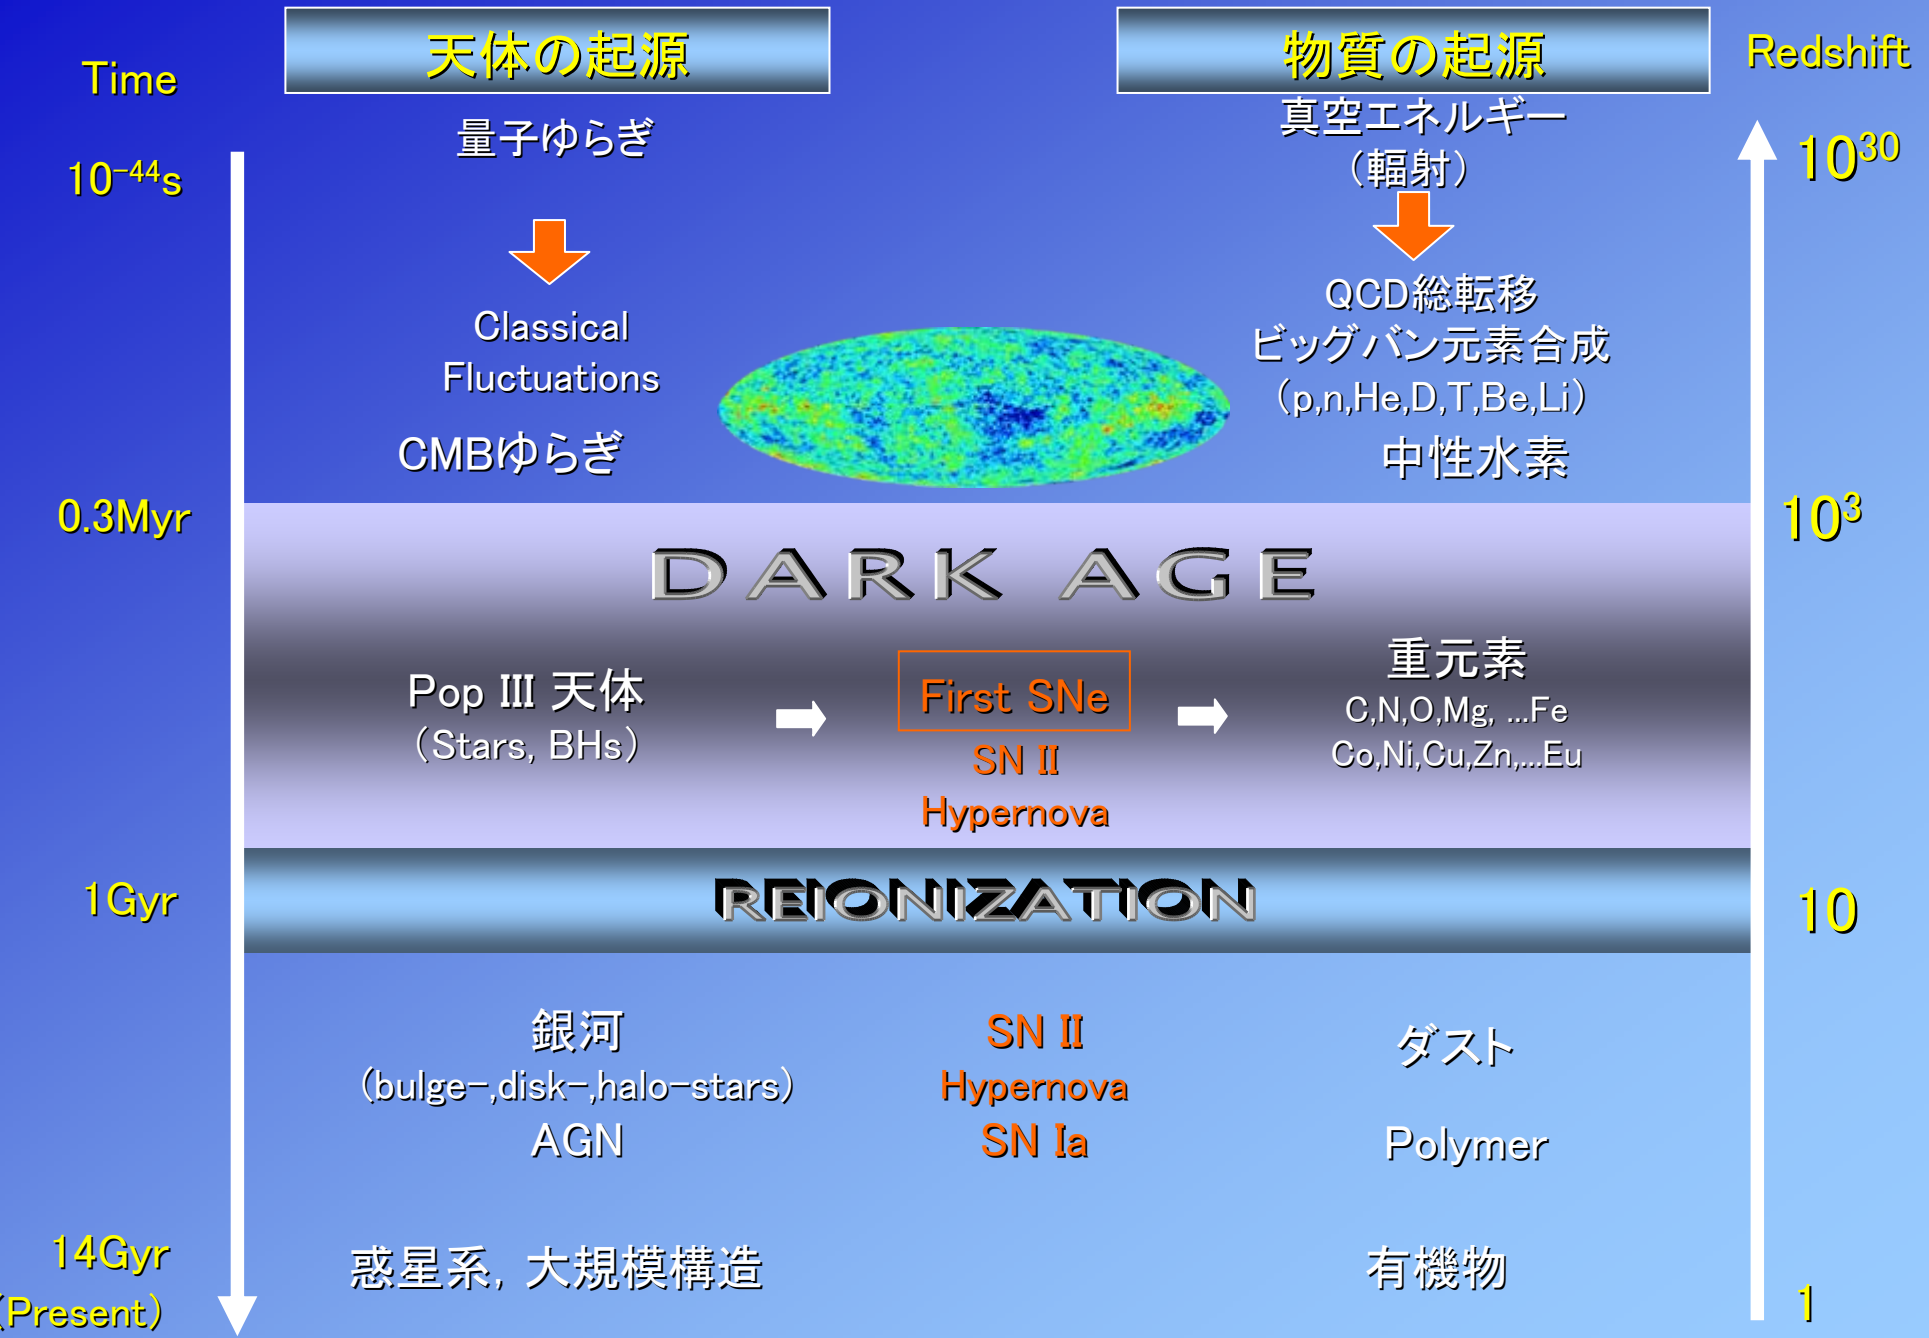 天体の起源
物質の起源
Time
Redshift
量子ゆらぎ
真空エネルギー
（輻射）
10⁻⁴⁴s
10³⁰
Classical
Fluctuations
CMBゆらぎ
QCD総転移
ビッグバン元素合成
（p,n,He,D,T,Be,Li）
中性水素
0.3Myr
10³
DARK AGE
Pop III 天体
（Stars, BHs）
First SNe
SN II
Hypernova
重元素
C,N,O,Mg, ...Fe
Co,Ni,Cu,Zn,...Eu
1Gyr
REIONIZATION
10
銀河
(bulge-,disk-,halo-stars)
AGN
SN II
Hypernova
SN Ia
ダスト
Polymer
14Gyr
（Present）
惑星系，大規模構造
有機物
1